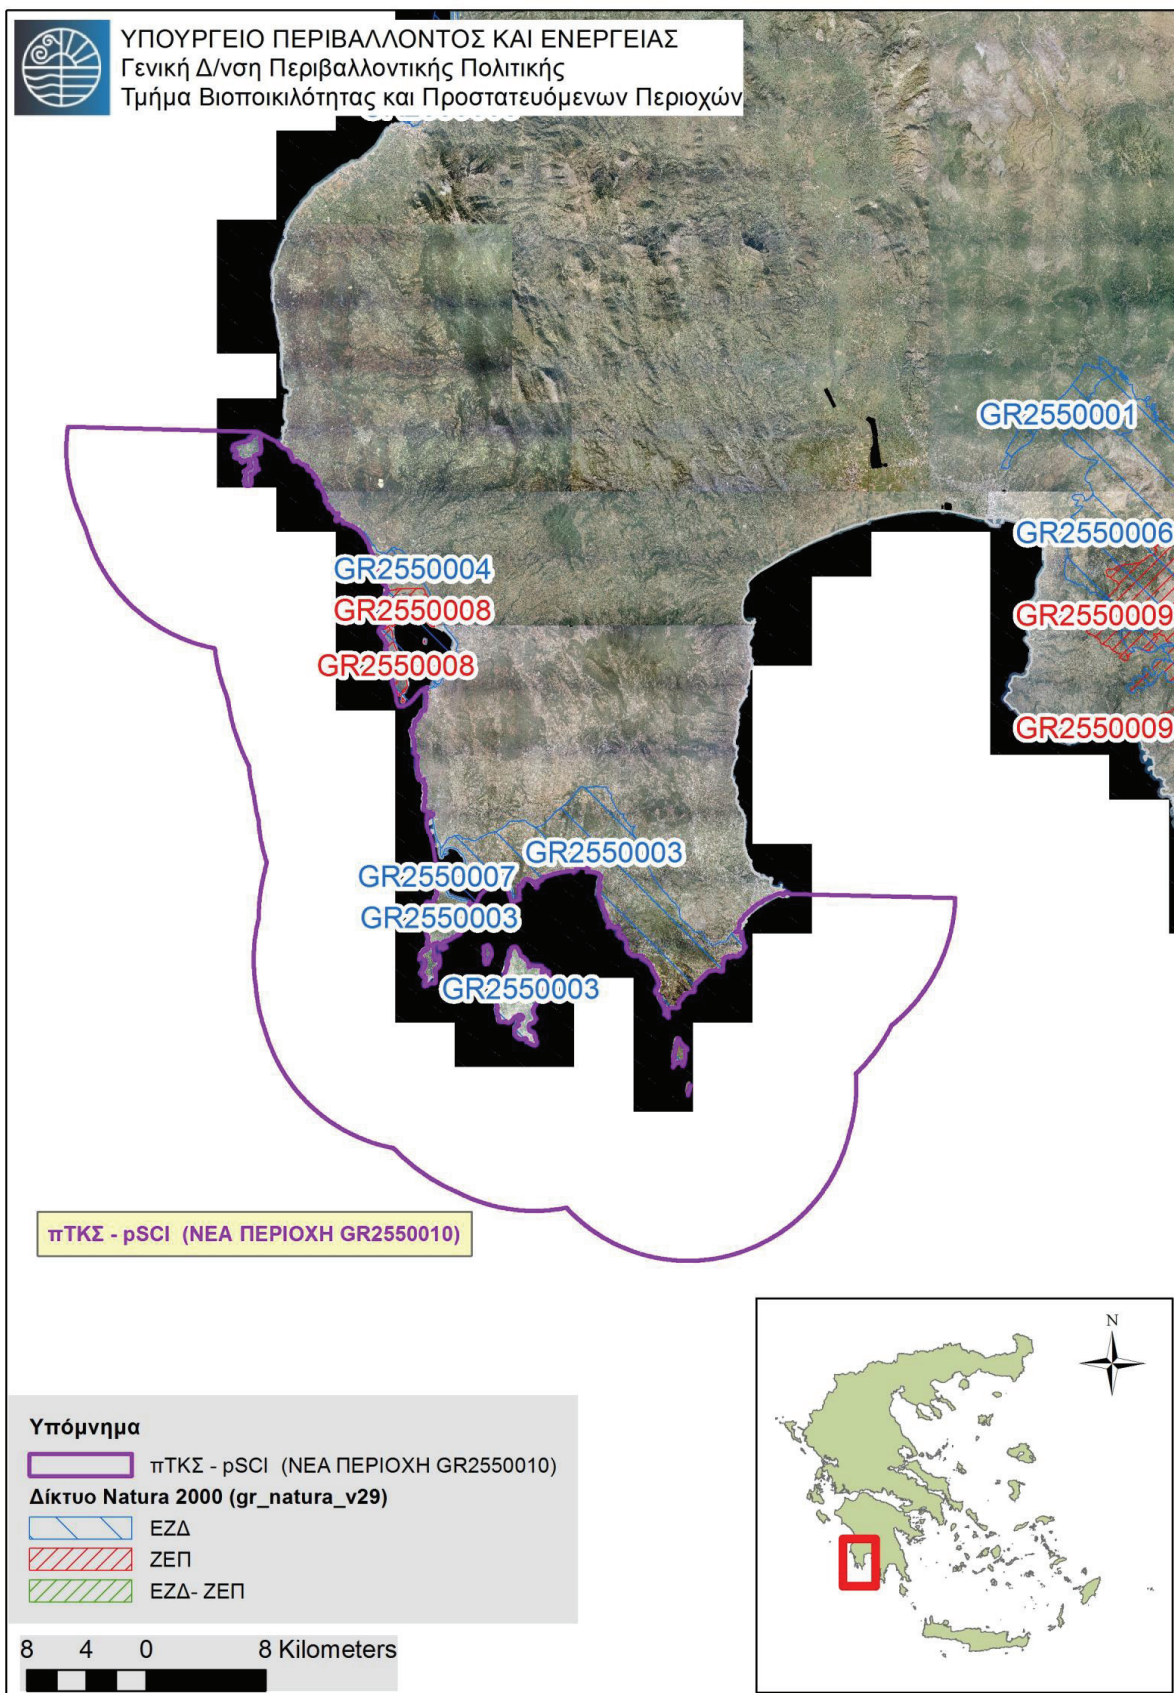 ΥΠΟΥΡΓΕΙΟ ΠΕΡΙΒΑΛΛΟΝΤΟΣ ΚΑΙ ΕΝΕΡΓΕΙΑΣ
Γενική Δ/νση Περιβαλλοντικής Πολιτικής
Τμήμα Βιοποικιλότητας και Προστατευόμενων Περιοχών
GR2550001
GR2550006
GR2550004
GR2550008
GR2550009
GR2550008
GR2550009
GR2550003
GR2550007
GR2550003
GR2550003
πΤΚΣ - pSCI (ΝΕΑ ΠΕΡΙΟΧΗ GR2550010)
N
Υπόμνημα
πΤΚΣ - pSCI (ΝΕΑ ΠΕΡΙΟΧΗ GR2550010)
Δίκτυο Natura 2000 (gr_natura_v29)
ΕΖΔ
ΖΕΠ
ΕΖΔ- ΖΕΠ
8 4 0 8 Kilometers